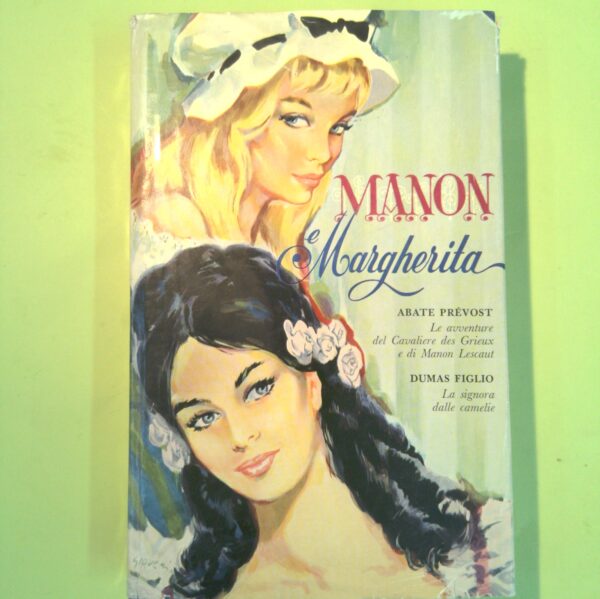 MANON
e Margherita
ABATE PRÉVOST
Le avventure
del Cavaliere des Grieux
e di Manon Lescaut
DUMAS FIGLIO
La signora
dalle camelie